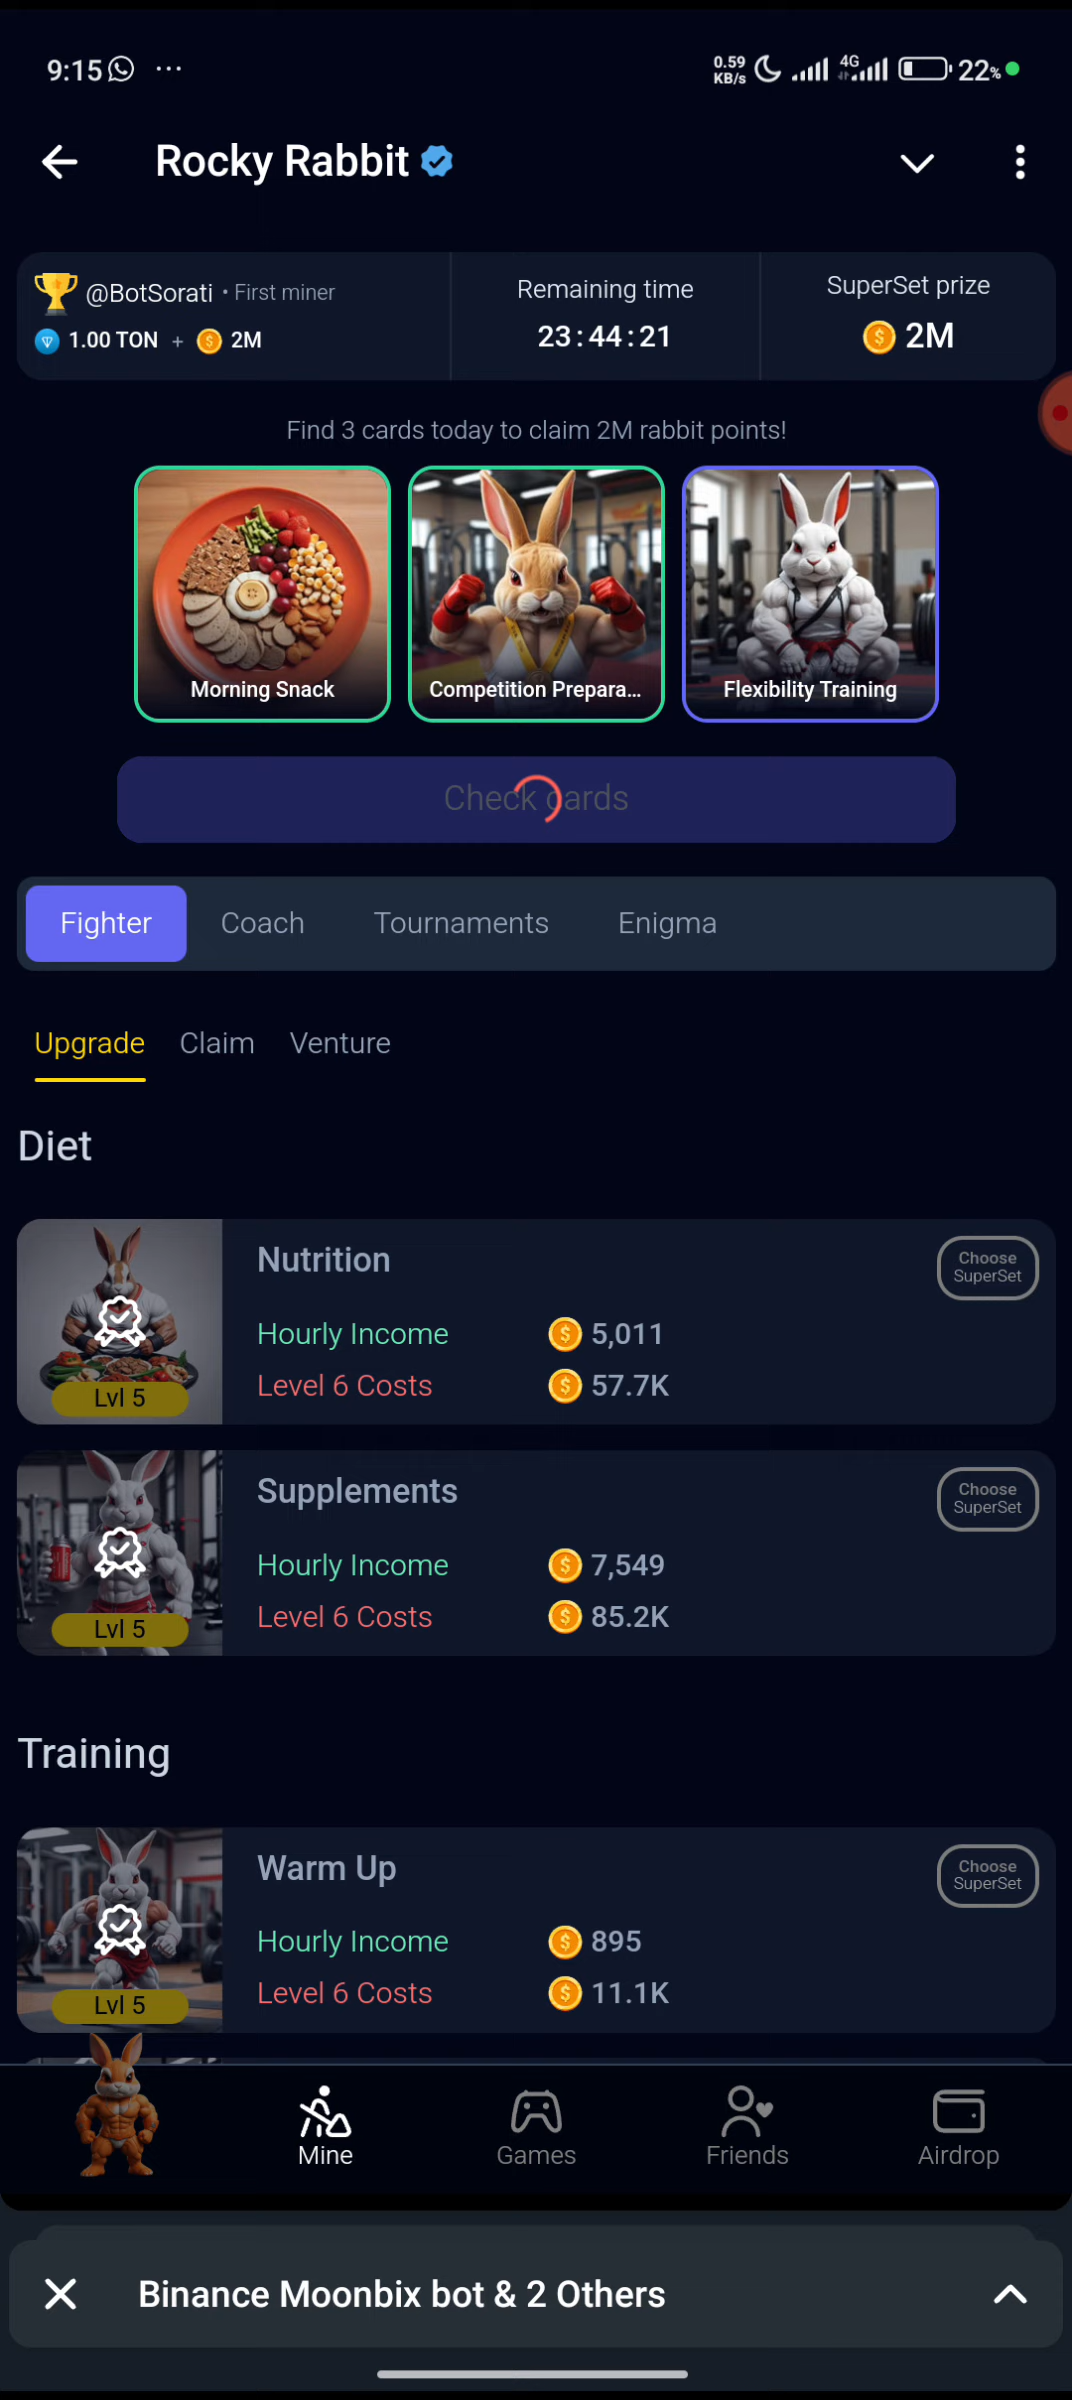 9:15 ... 0.59 KB/s 4G 22%
Rocky Rabbit
@BotSorati • First miner
1.00 TON + 2M
Remaining time
23:44:21
SuperSet prize
2M
Find 3 cards today to claim 2M rabbit points!
Morning Snack
Competition Prepara...
Flexibility Training
Check cards
Fighter Coach Tournaments Enigma
Upgrade Claim Venture
Diet
Nutrition
Choose
SuperSet
Hourly Income 5,011
Level 6 Costs 57.7K
Lvl 5
Supplements
Choose
SuperSet
Hourly Income 7,549
Level 6 Costs 85.2K
Lvl 5
Training
Warm Up
Choose
SuperSet
Hourly Income 895
Level 6 Costs 11.1K
Lvl 5
Mine Games Friends Airdrop
Binance Moonbix bot & 2 Others